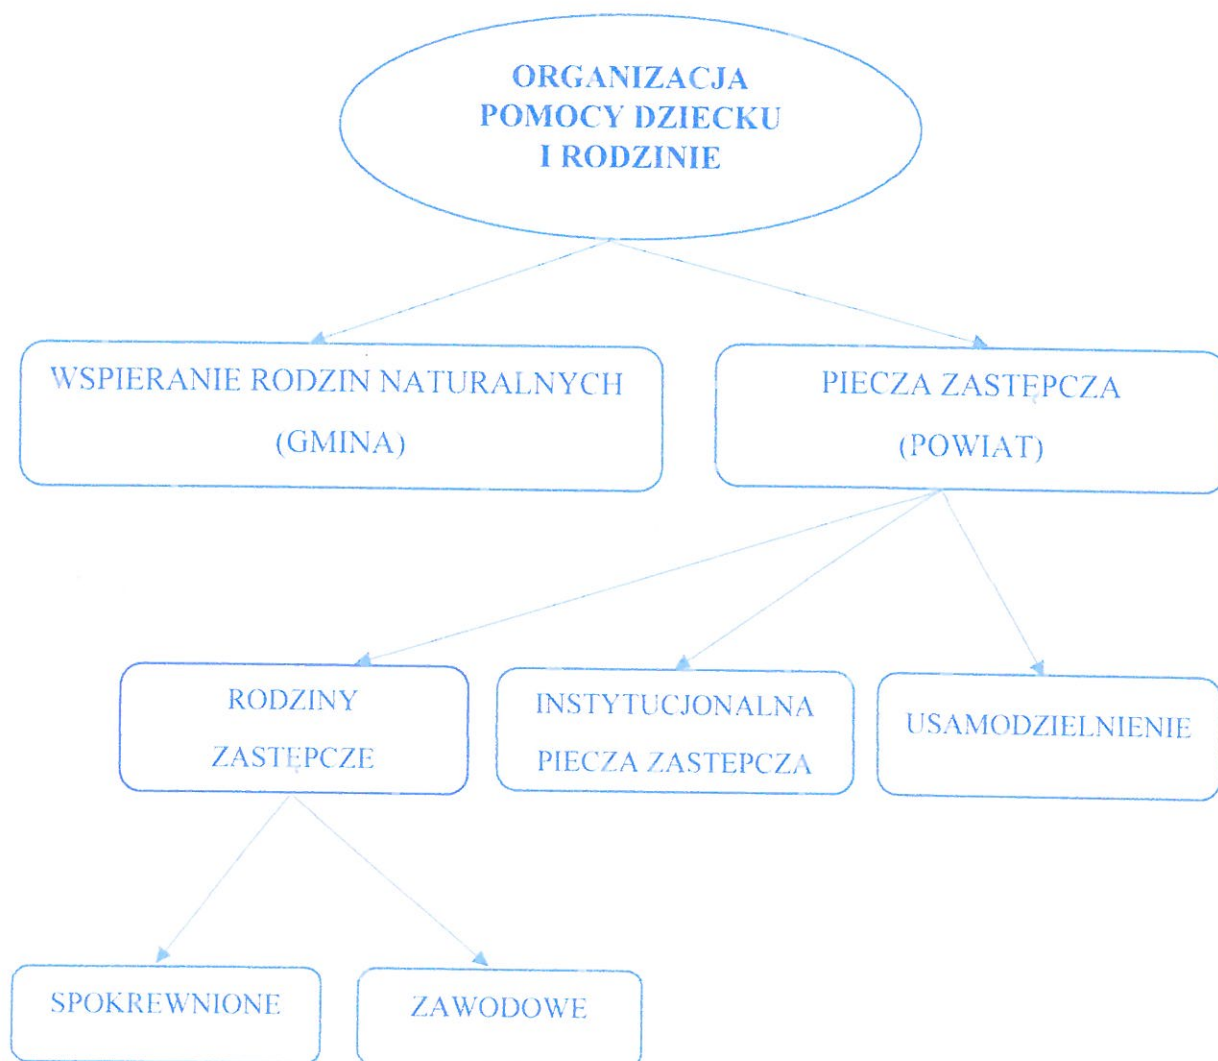 ORGANIZACJA
POMOCY DZIECKU
I RODZINIE
WSPIERANIE RODZIN NATURALNYCH
(GMINA)
PIECZA ZASTĘPCZA
(POWIAT)
RODZINY
ZASTĘPCZE
INSTYTUCJONALNA
PIECZA ZASTEPCZA
USAMODZIELNIENIE
SPOKREWNIONE
ZAWODOWE